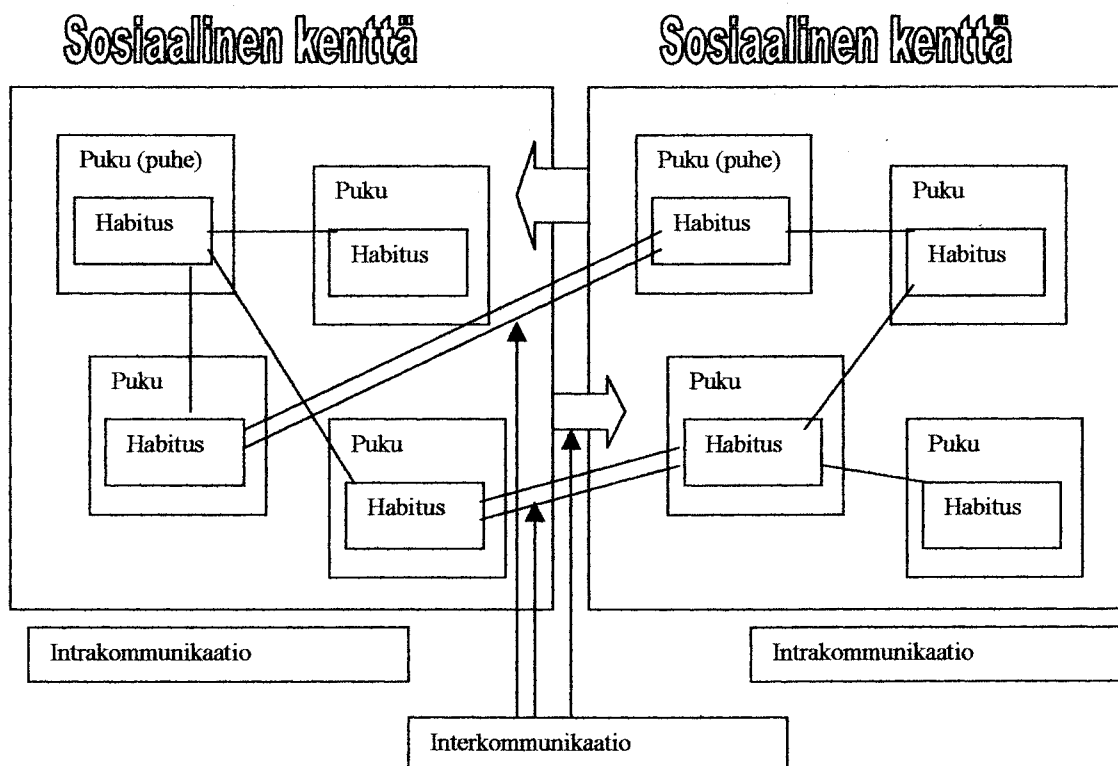 Sosiaalinen kenttä
Puku (puhe)
Habitus
Puku
Habitus
Puku
Habitus
Puku
Habitus
Intrakommunikaatio
Sosiaalinen kenttä
Puku (puhe)
Habitus
Puku
Habitus
Puku
Habitus
Puku
Habitus
Intrakommunikaatio
Interkommunikaatio